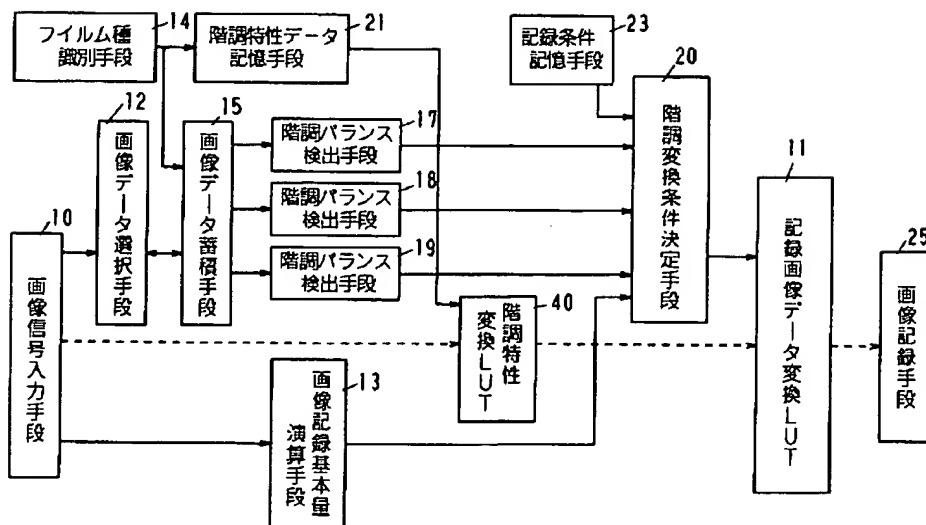 14
フイルム種
識別手段
21
階調特性データ
記憶手段
23
記録条件
記憶手段
20
階調変換条件決定手段
12
画像データ選択手段
15
画像データ蓄積手段
17
階調バランス
検出手段
18
階調バランス
検出手段
19
階調バランス
検出手段
11
記録画像データ変換LUT
10
画像信号入力手段
25
画像記録手段
40
階調特性
変換LUT
13
画像記録基本量
演算手段